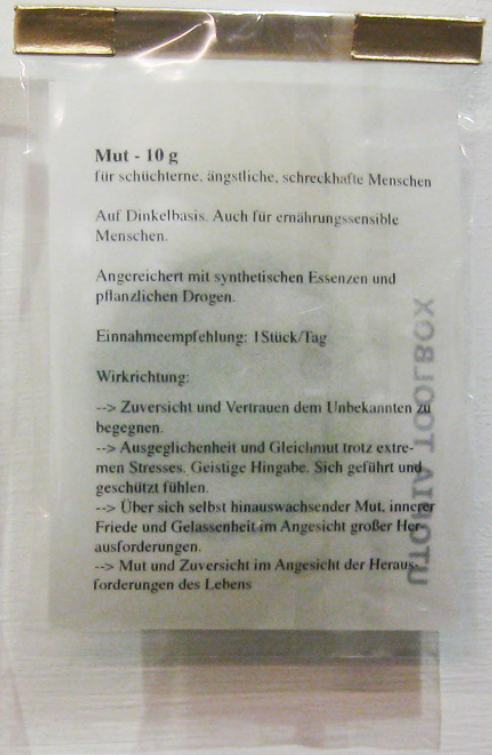 Mut - 10 g
für schüchterne, ängstliche, schreckhafte Menschen
Auf Dinkelbasis. Auch für ernährungssensible
Menschen.
Angereichert mit synthetischen Essenzen und
pflanzlichen Drogen.
Einnahmeempfehlung: 1Stück/Tag
Wirkrichtung:
--> Zuversicht und Vertrauen dem Unbekannten zu
begegnen.
--> Ausgeglichenheit und Gleichmut trotz extre-
men Stresses. Geistige Hingabe. Sich geführt und
geschützt fühlen.
--> Über sich selbst hinauswachsender Mut, innerer
Friede und Gelassenheit im Angesicht großer Her-
ausforderungen.
--> Mut und Zuversicht im Angesicht der Heraus-
forderungen des Lebens
UTOPIA TOOLBOX